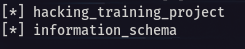 [*] hacking_training_project
[*] information_schema